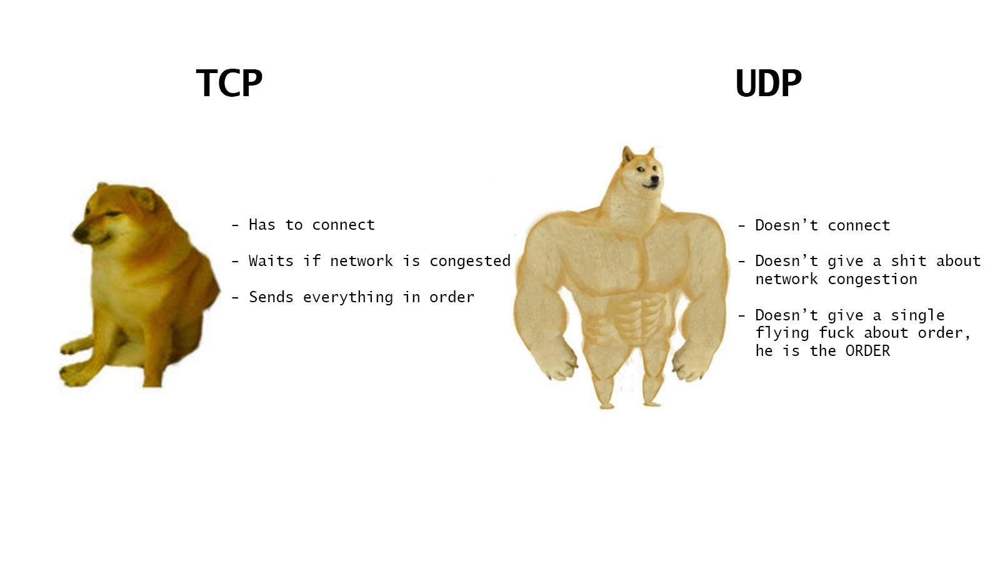 TCP
- Has to connect
- Waits if network is congested
- Sends everything in order
UDP
- Doesn’t connect
- Doesn’t give a shit about
network congestion
- Doesn’t give a single
flying fuck about order,
he is the ORDER